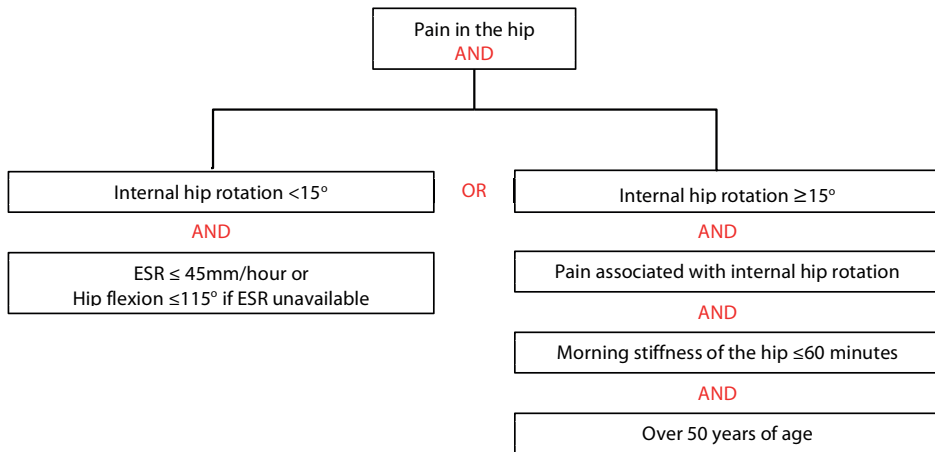 Pain in the hip
AND
Internal hip rotation <15°
AND
ESR ≤ 45mm/hour or
Hip flexion ≤115° if ESR unavailable
OR
Internal hip rotation ≥15°
AND
Pain associated with internal hip rotation
AND
Morning stiffness of the hip ≤60 minutes
AND
Over 50 years of age